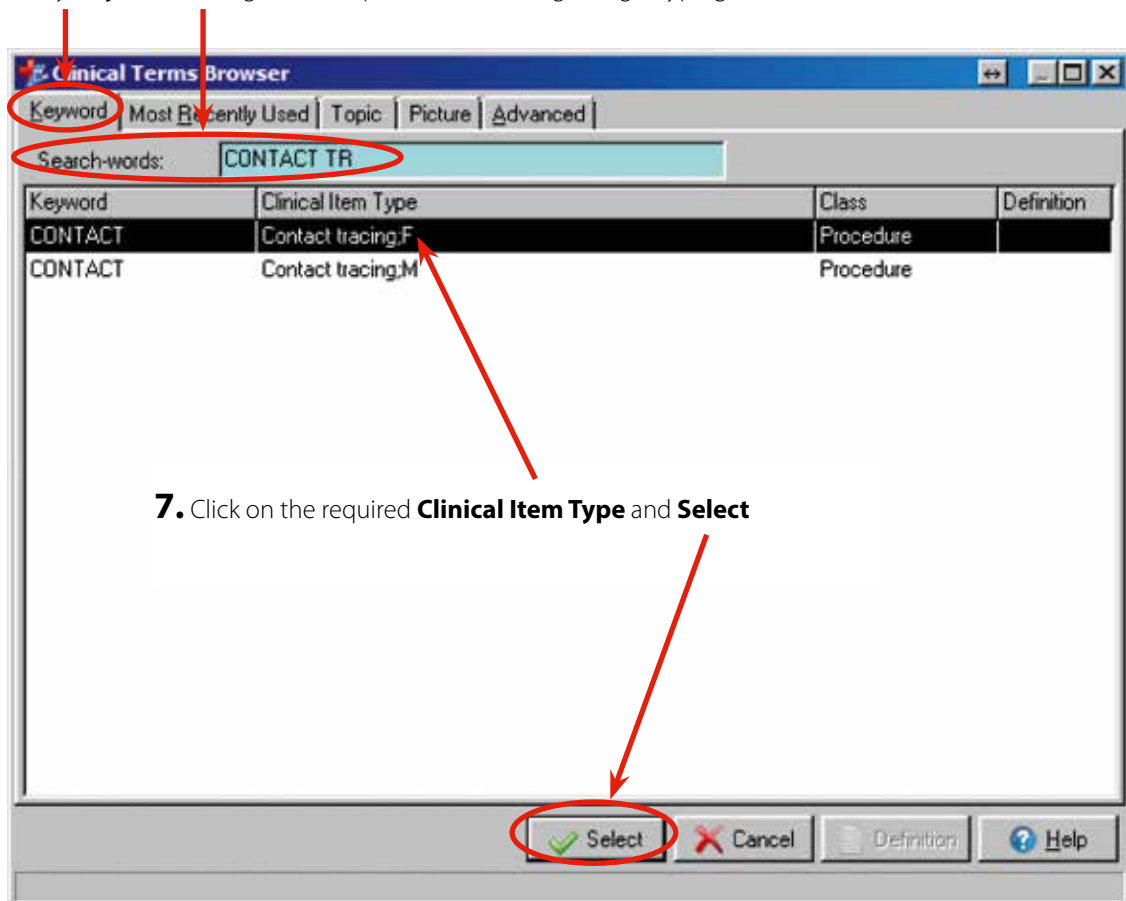 Clinical Terms Browser
Keyword Most Recently Used Topic Picture Advanced
Search-words: CONTACT TR
Keyword Clinical Item Type Class Definition
CONTACT Contact tracing;F Procedure
CONTACT Contact tracing;M Procedure
7. Click on the required Clinical Item Type and Select
Select Cancel Definition Help